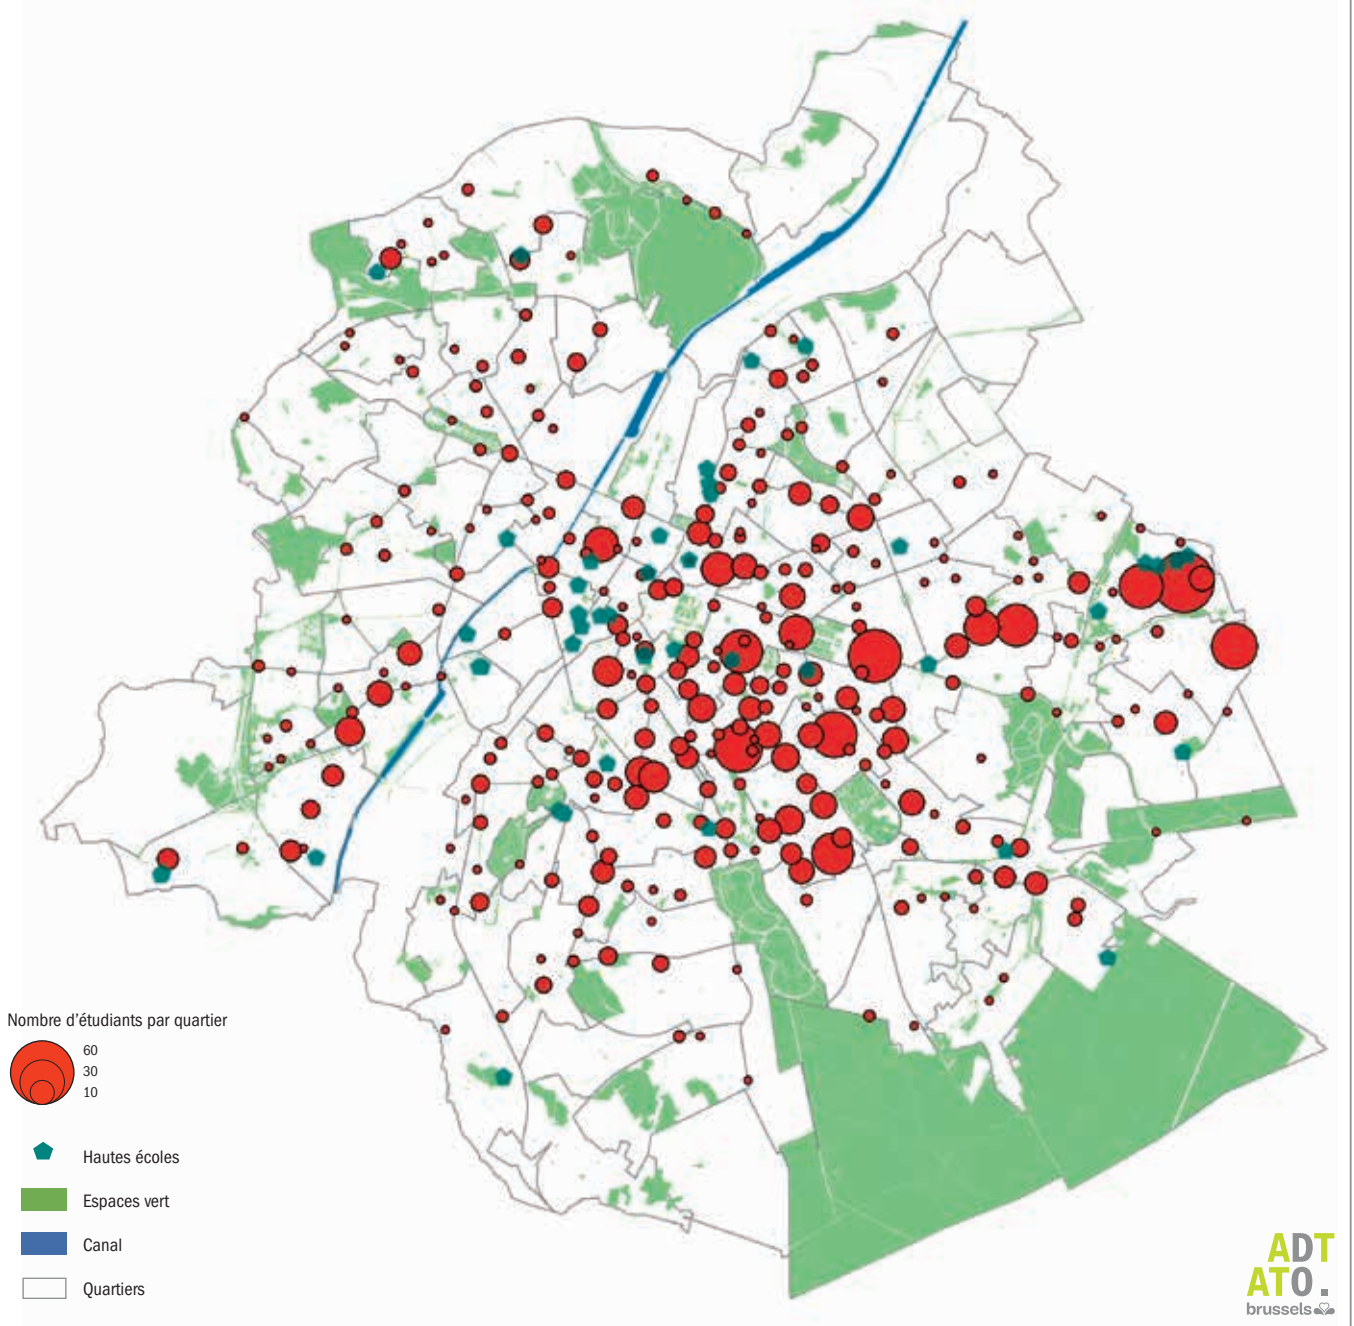 Nombre d'étudiants par quartier
60
30
10
Hautes écoles
Espaces vert
Canal
Quartiers
ADT
ATO.
brussels